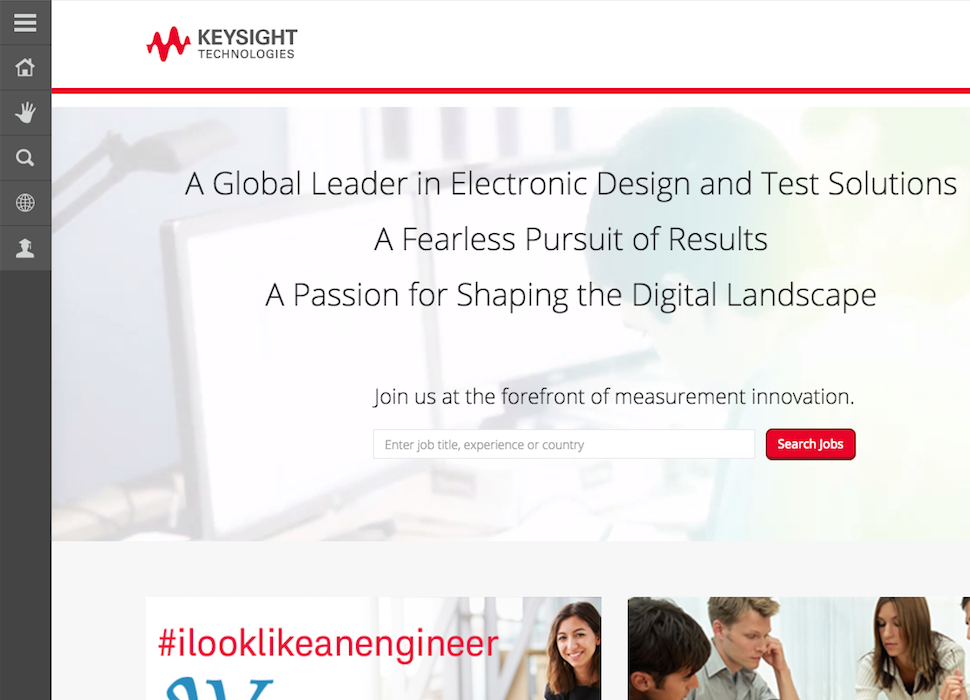 KEYSIGHT
TECHNOLOGIES
A Global Leader in Electronic Design and Test Solutions
A Fearless Pursuit of Results
A Passion for Shaping the Digital Landscape
Join us at the forefront of measurement innovation.
Enter job title, experience or country
Search Jobs
#ilooklikeanengineer